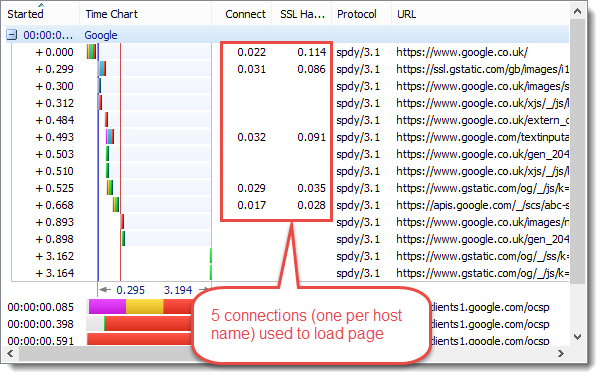 Started Time Chart Connect SSL Ha... Protocol URL
00:00:00.0... Google
+ 0.000 0.022 0.114 spdy/3.1 https://www.google.co.uk/
+ 0.299 0.031 0.086 spdy/3.1 https://ssl.gstatic.com/gb/images/i1
+ 0.300 spdy/3.1 https://www.google.co.uk/images/s
+ 0.312 spdy/3.1 https://www.google.co.uk/xjs/_/js/l
+ 0.484 spdy/3.1 https://www.google.co.uk/extern_c
+ 0.493 0.032 0.091 spdy/3.1 https://www.google.com/textinputa
+ 0.503 spdy/3.1 https://www.google.co.uk/gen_204
+ 0.510 spdy/3.1 https://www.google.co.uk/xjs/_/js/l
+ 0.525 0.029 0.035 spdy/3.1 https://www.gstatic.com/og/_/js/k=
+ 0.668 0.017 0.028 spdy/3.1 https://apis.google.com/_/scs/abc-s
+ 0.893 spdy/3.1 https://www.google.co.uk/images/n
+ 0.898 spdy/3.1 https://www.google.co.uk/gen_204
+ 3.162 spdy/3.1 https://www.gstatic.com/og/_/ss/k=
+ 3.164 spdy/3.1 https://www.gstatic.com/og/_/js/k=
0.295 3.194
00:00:00.085 clients1.google.com/ocsp
00:00:00.398 clients1.google.com/ocsp
00:00:00.591 clients1.google.com/ocsp
5 connections (one per host
name) used to load page